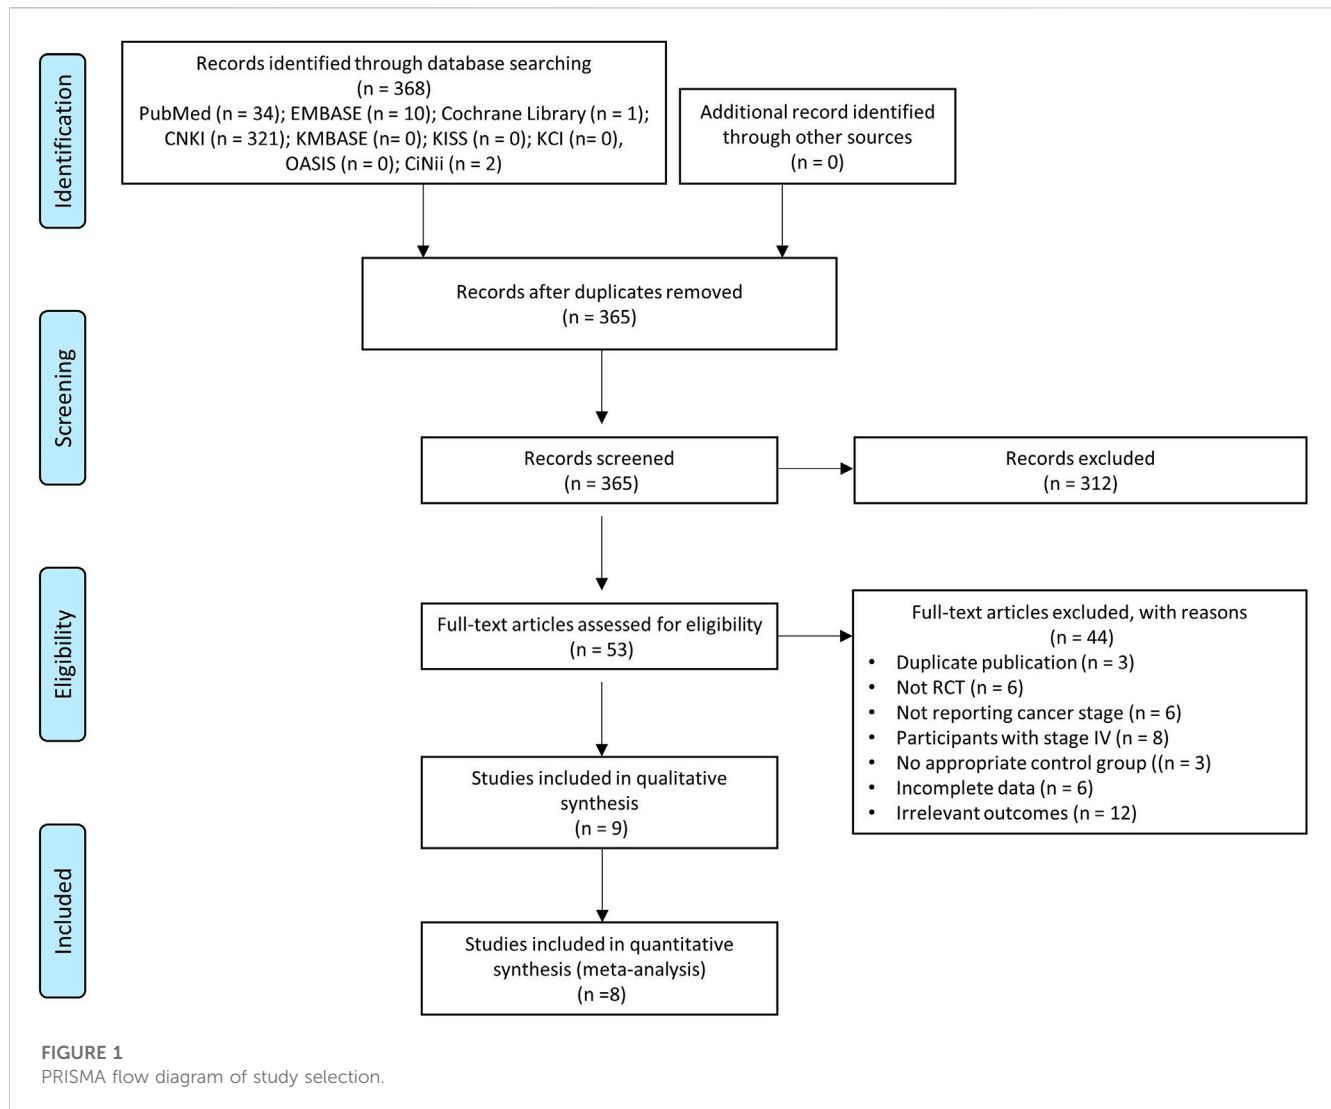 Identification
Records identified through database searching
(n = 368)
PubMed (n = 34); EMBASE (n = 10); Cochrane Library (n = 1);
CNKI (n = 321); KMBASE (n= 0); KISS (n = 0); KCI (n= 0),
OASIS (n = 0); CiNii (n = 2)
Additional record identified
through other sources
(n = 0)
Records after duplicates removed
(n = 365)
Screening
Records screened
(n = 365)
Records excluded
(n = 312)
Eligibility
Full-text articles assessed for eligibility
(n = 53)
Full-text articles excluded, with reasons
(n = 44)
• Duplicate publication (n = 3)
• Not RCT (n = 6)
• Not reporting cancer stage (n = 6)
• Participants with stage IV (n = 8)
• No appropriate control group ((n = 3)
• Incomplete data (n = 6)
• Irrelevant outcomes (n = 12)
Studies included in qualitative
synthesis
(n = 9)
Included
Studies included in quantitative
synthesis (meta-analysis)
(n =8)
FIGURE 1
PRISMA flow diagram of study selection.